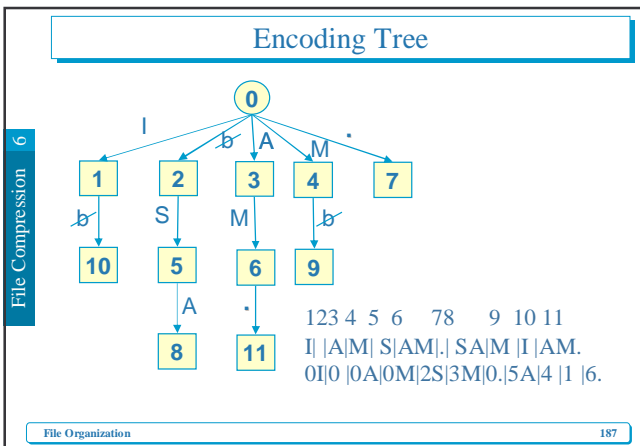 Encoding Tree
File Compression 6
0
I b A M .
1 2 3 4 7
b S M b
10 5 6 9
A .
8 11
123 4 5 6 78 9 10 11
I| |A|M| S|AM|.| SA|M |I |AM.
0I|0 |0A|0M|2S|3M|0.|5A|4 |1 |6.
File Organization 187